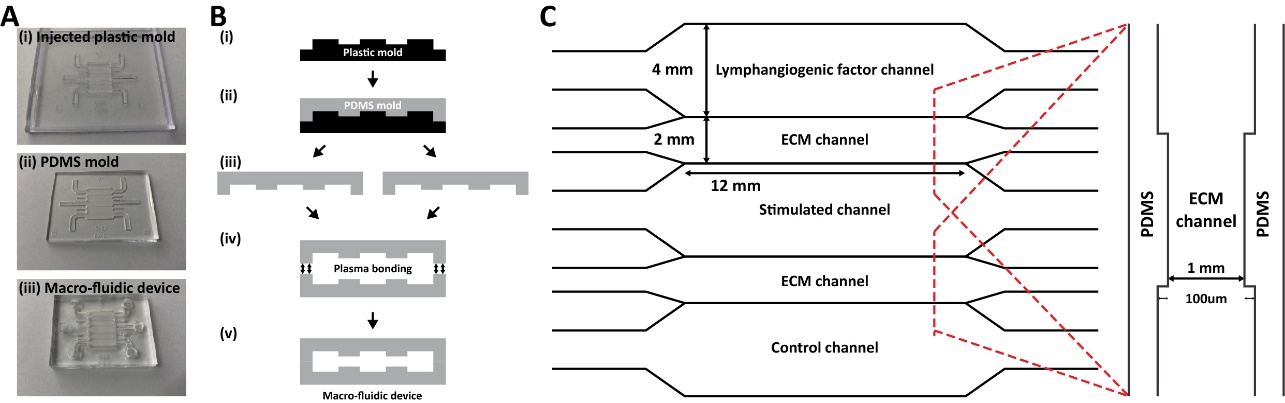 A
(i) Injected plastic mold
(ii) PDMS mold
(iii) Macro-fluidic device
B
(i)
Plastic mold
(ii)
PDMS mold
(iii)
(iv)
Plasma bonding
(v)
Macro-fluidic device
C
4 mm
Lymphangiogenic factor channel
2 mm
ECM channel
12 mm
Stimulated channel
ECM channel
Control channel
PDMS
ECM
channel
PDMS
1 mm
100um